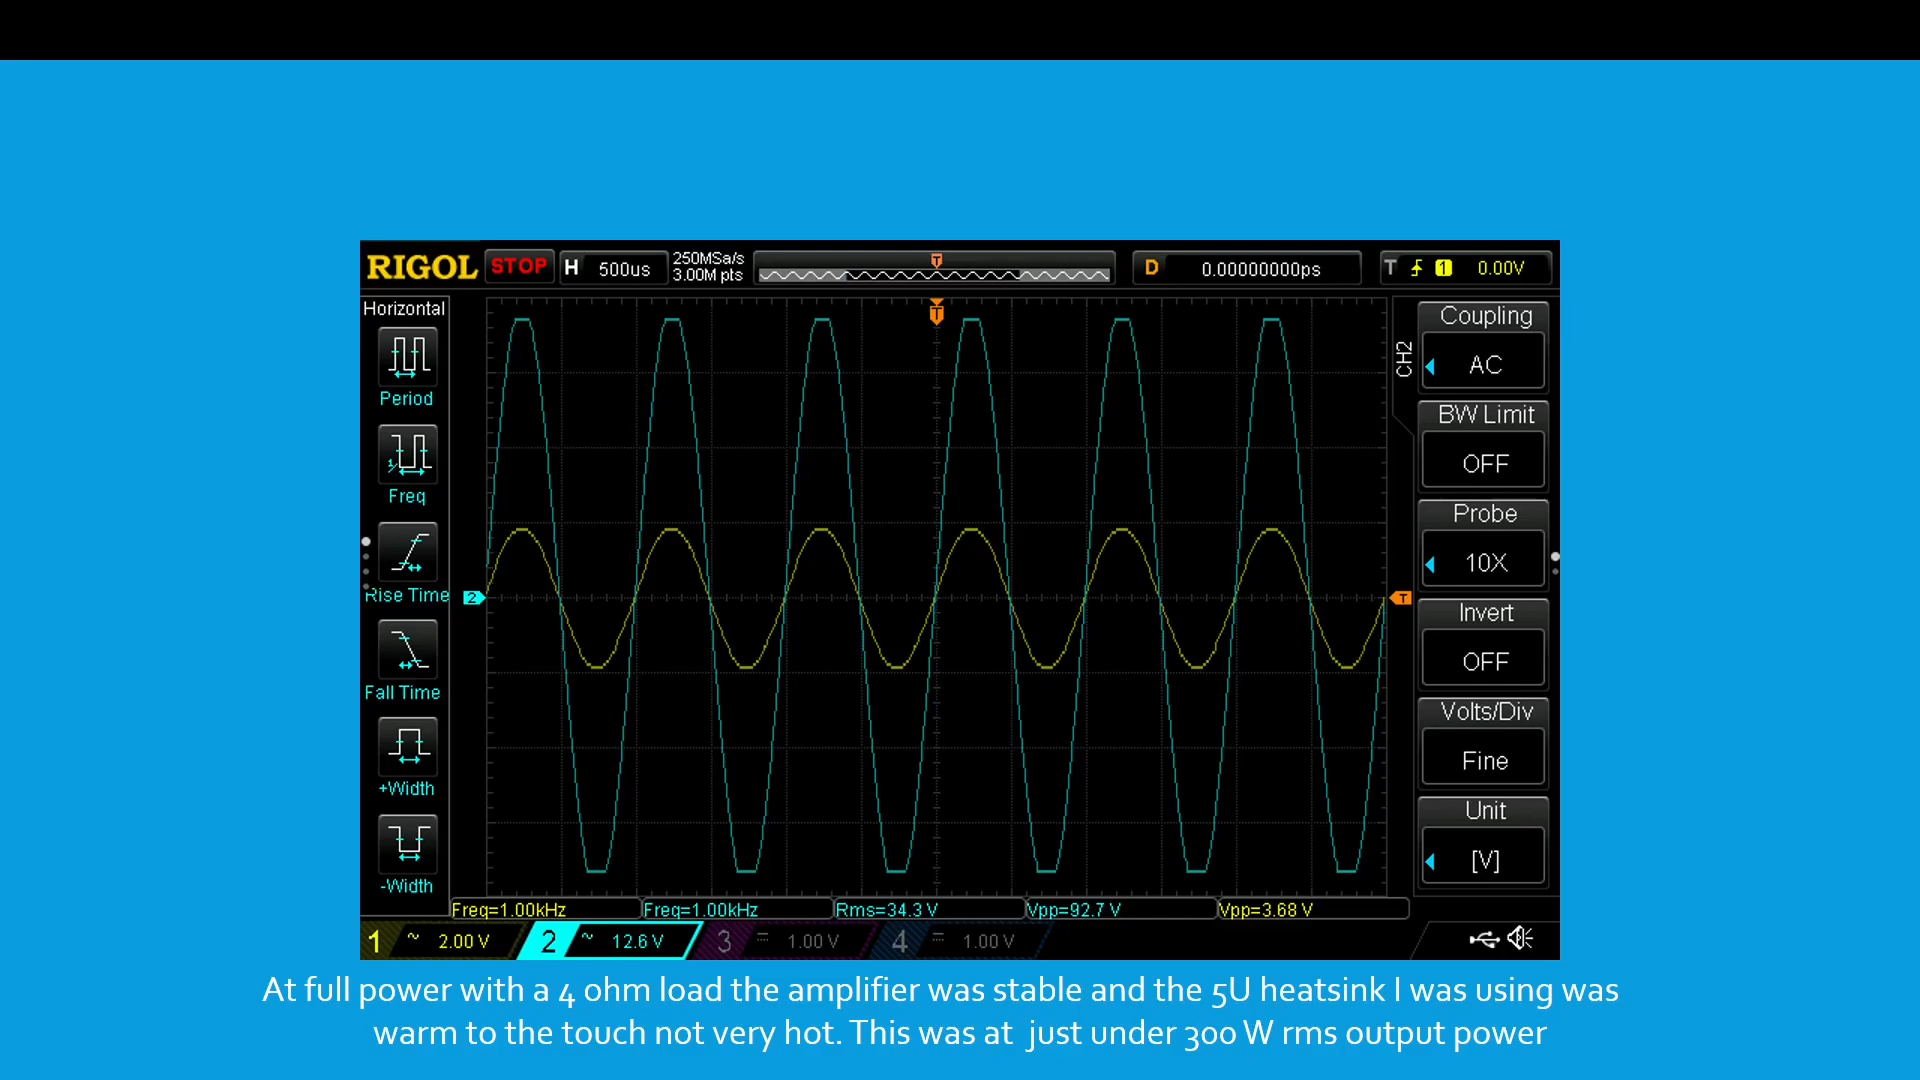 RIGOL STOP H 500us 250MSa/s 3.00M pts T D 0.00000000ps T 1 0.00V
Horizontal
Period
Freq
Rise Time
Fall Time
+Width
-Width
T
2
T
CH2
Coupling
AC
BW Limit
OFF
Probe
10X
Invert
OFF
Volts/Div
Fine
Unit
[V]
Freq=1.00kHz Freq=1.00kHz Rms=34.3 V Vpp=92.7 V Vpp=3.68 V
1 ~ 2.00 V 2 ~ 12.6 V 3 1.00 V 4 1.00 V
At full power with a 4 ohm load the amplifier was stable and the 5U heatsink I was using was
warm to the touch not very hot. This was at just under 300 W rms output power